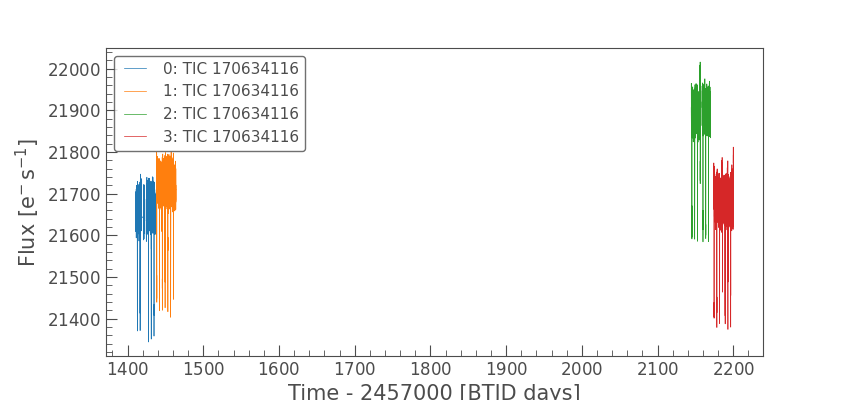 22000
21900
21800
21700
21600
21500
21400
Flux [e⁻ s⁻¹]
0: TIC 170634116
1: TIC 170634116
2: TIC 170634116
3: TIC 170634116
1400 1500 1600 1700 1800 1900 2000 2100 2200
Time - 2457000 [BTJD days]